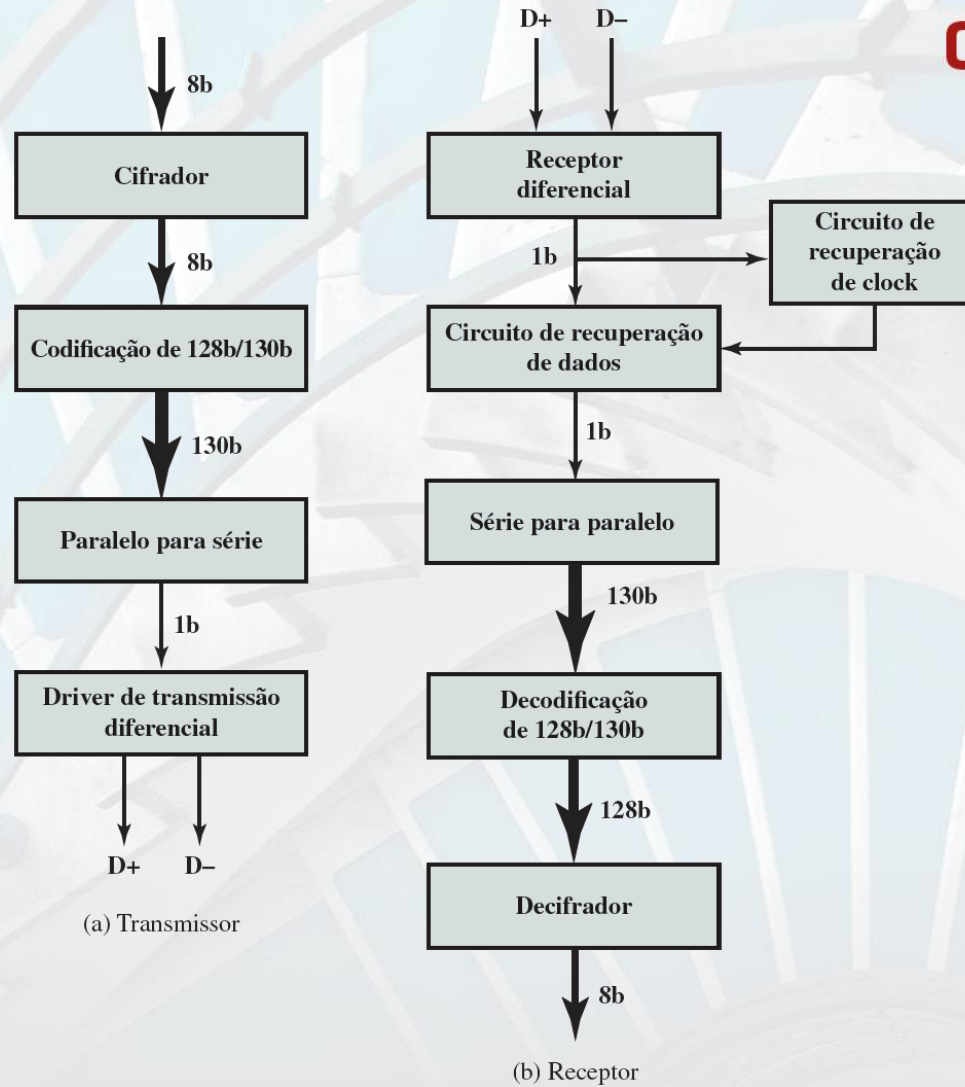 8b
Cifrador
8b
Codificação de 128b/130b
130b
Paralelo para série
1b
Driver de transmissão
diferencial
D+ D–
(a) Transmissor
D+ D–
Receptor
diferencial
1b
Circuito de
recuperação
de clock
Circuito de recuperação
de dados
1b
Série para paralelo
130b
Decodificação
de 128b/130b
128b
Decifrador
8b
(b) Receptor